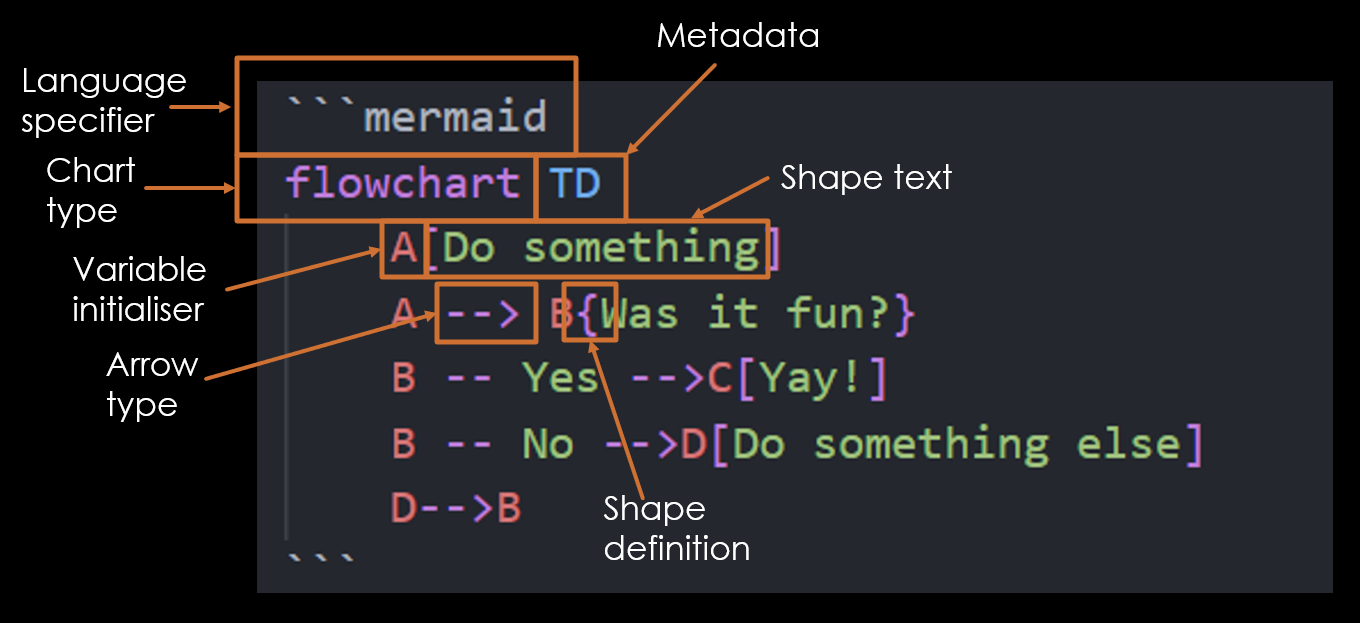 Metadata
Language
specifier
```mermaid
Chart
type
flowchart TD
Shape text
A[Do something]
Variable
initialiser
A --> B{Was it fun?}
Arrow
type
B -- Yes -->C[Yay!]
B -- No -->D[Do something else]
D-->B
Shape
definition
```